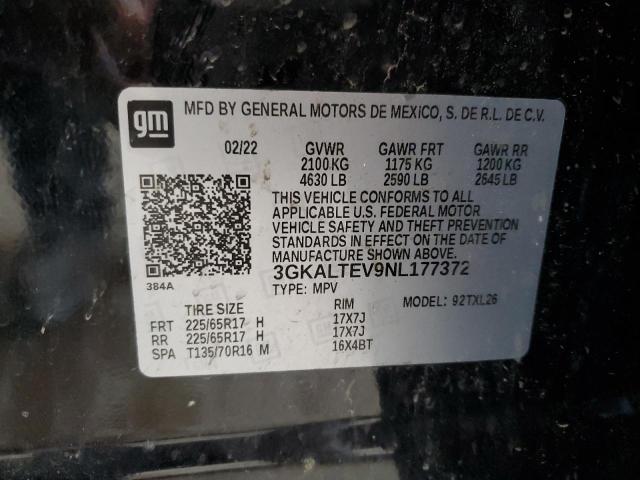 gm
MFD BY GENERAL MOTORS DE MEXICO, S. DE R.L. DE C.V.
02/22 GVWR GAWR FRT GAWR RR
2100 KG 1175 KG 1200 KG
4630 LB 2590 LB 2645 LB
THIS VEHICLE CONFORMS TO ALL
APPLICABLE U.S. FEDERAL MOTOR
VEHICLE SAFETY AND THEFT PREVENTION
STANDARDS IN EFFECT ON THE DATE OF
MANUFACTURE SHOWN ABOVE.
3GKALTEV9NL177372
384A
TYPE: MPV
MODEL: 92TXL26
TIRE SIZE RIM
FRT 225/65R17 H 17X7J
RR 225/65R17 H 17X7J
SPA T135/70R16 M 16X4BT